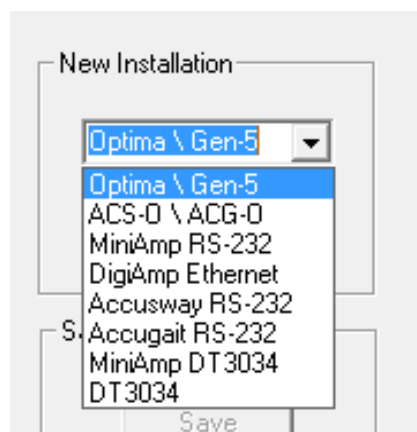 New Installation
Optima \ Gen-5
Optima \ Gen-5
ACS-O \ ACG-O
MiniAmp RS-232
DigiAmp Ethernet
Accusway RS-232
Accugait RS-232
MiniAmp DT3034
DT3034
Save